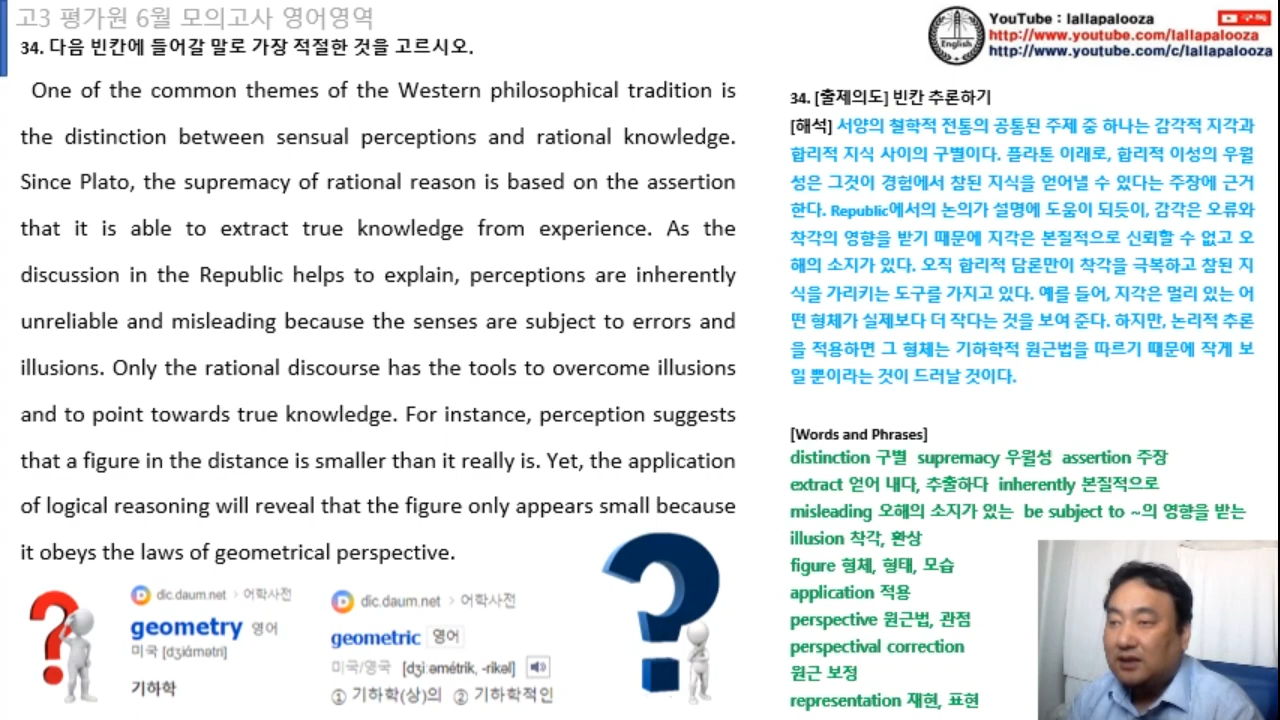 고3 평가원 6월 모의고사 영어영역
34. 다음 빈칸에 들어갈 말로 가장 적절한 것을 고르시오.
One of the common themes of the Western philosophical tradition is
the distinction between sensual perceptions and rational knowledge.
Since Plato, the supremacy of rational reason is based on the assertion
that it is able to extract true knowledge from experience. As the
discussion in the Republic helps to explain, perceptions are inherently
unreliable and misleading because the senses are subject to errors and
illusions. Only the rational discourse has the tools to overcome illusions
and to point towards true knowledge. For instance, perception suggests
that a figure in the distance is smaller than it really is. Yet, the application
of logical reasoning will reveal that the figure only appears small because
it obeys the laws of geometrical perspective.
dic.daum.net > 어학사전
geometry 영어
미국 [dʒiámətri]
기하학
dic.daum.net > 어학사전
geometric 영어
미국/영국 [dʒìːəmétrik, -rikəl]
① 기하학(상)의 ② 기하학적인
English
YouTube : lallapalooza
구독
http://www.youtube.com/lallapalooza
http://www.youtube.com/c/lallapalooza
34. [출제의도] 빈칸 추론하기
[해석] 서양의 철학적 전통의 공통된 주제 중 하나는 감각적 지각과
합리적 지식 사이의 구별이다. 플라톤 이래로, 합리적 이성의 우월
성은 그것이 경험에서 참된 지식을 얻어낼 수 있다는 주장에 근거
한다. Republic에서의 논의가 설명에 도움이 되듯이, 감각은 오류와
착각의 영향을 받기 때문에 지각은 본질적으로 신뢰할 수 없고 오
해의 소지가 있다. 오직 합리적 담론만이 착각을 극복하고 참된 지
식을 가리키는 도구를 가지고 있다. 예를 들어, 지각은 멀리 있는 어
떤 형체가 실제보다 더 작다는 것을 보여 준다. 하지만, 논리적 추론
을 적용하면 그 형체는 기하학적 원근법을 따르기 때문에 작게 보
일 뿐이라는 것이 드러날 것이다.
[Words and Phrases]
distinction 구별 supremacy 우월성 assertion 주장
extract 얻어 내다, 추출하다 inherently 본질적으로
misleading 오해의 소지가 있는 be subject to ~의 영향을 받는
illusion 착각, 환상
figure 형체, 형태, 모습
application 적용
perspective 원근법, 관점
perspectival correction
원근 보정
representation 재현, 표현